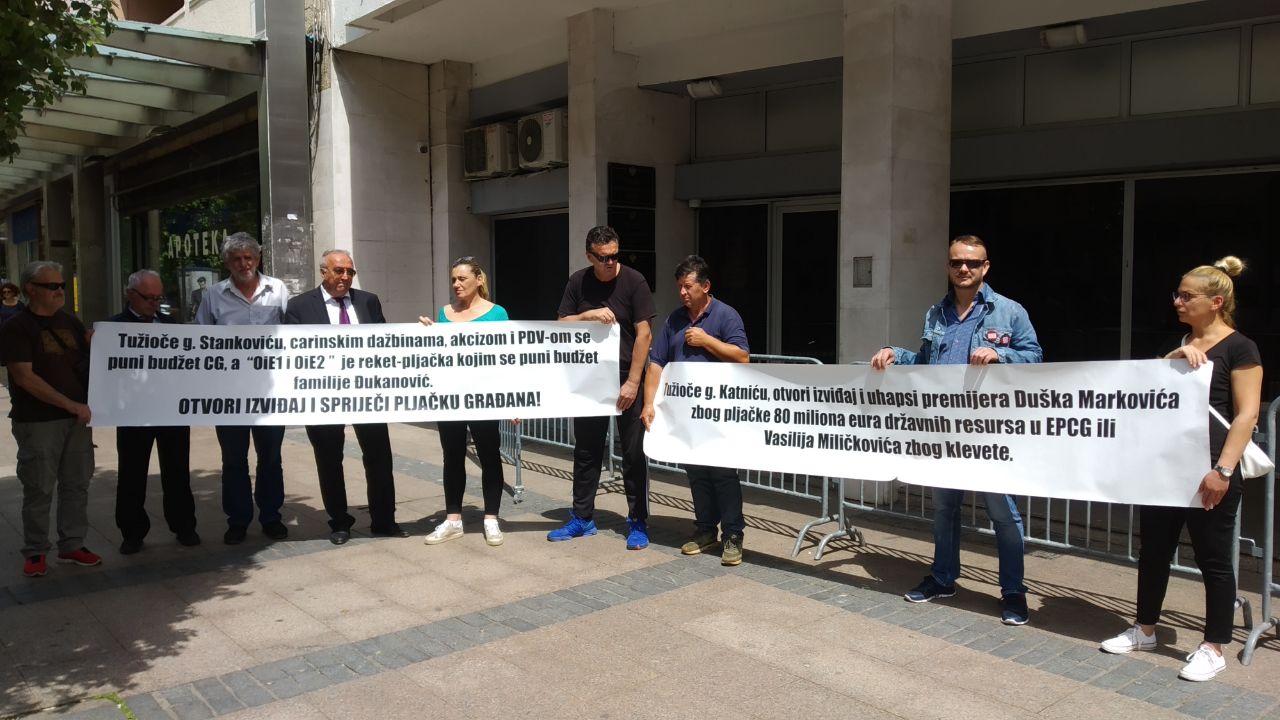 APOTEKA
Tužioče g. Stankoviću, carinskim dažbinama, akcizom i PDV-om se
puni budžet CG, a “OiE1 i OiE2 ” je reket-pljačka kojim se puni budžet
familije Đukanović.
OTVORI IZVIĐAJ I SPRIJEČI PLJAČKU GRAĐANA!
Tužioče g. Katniću, otvori izviđaj i uhapsi premijera Duška Markovića
zbog pljačke 80 miliona eura državnih resursa u EPCG ili
Vasilija Miličkovića zbog klevete.